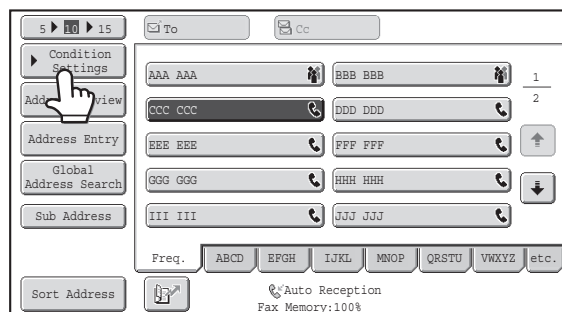 5 10 15
To
Cc
Condition
Settings
AAA AAA
BBB BBB
1
2
CCC CCC
DDD DDD
Address Entry
EEE EEE
FFF FFF
Global
Address Search
GGG GGG
HHH HHH
Sub Address
III III
JJJ JJJ
Freq.
ABCD
EFGH
IJKL
MNOP
QRSTU
VWXYZ
etc.
Sort Address
Auto Reception
Fax Memory:100%